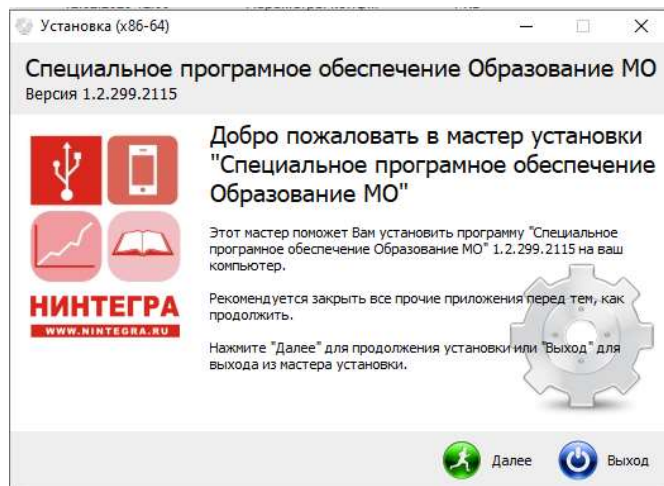 Установка (x86-64)
Специальное програмное обеспечение Образование МО
Версия 1.2.299.2115
Добро пожаловать в мастер установки
"Специальное програмное обеспечение
Образование МО"
Этот мастер поможет Вам установить программу "Специальное
програмное обеспечение Образование МО" 1.2.299.2115 на ваш
компьютер.
Рекомендуется закрыть все прочие приложения перед тем, как
продолжить.
Нажмите "Далее" для продолжения установки или "Выход" для
выхода из мастера установки.
НИНТЕГРА
WWW.NINTEGRA.RU
Далее
Выход